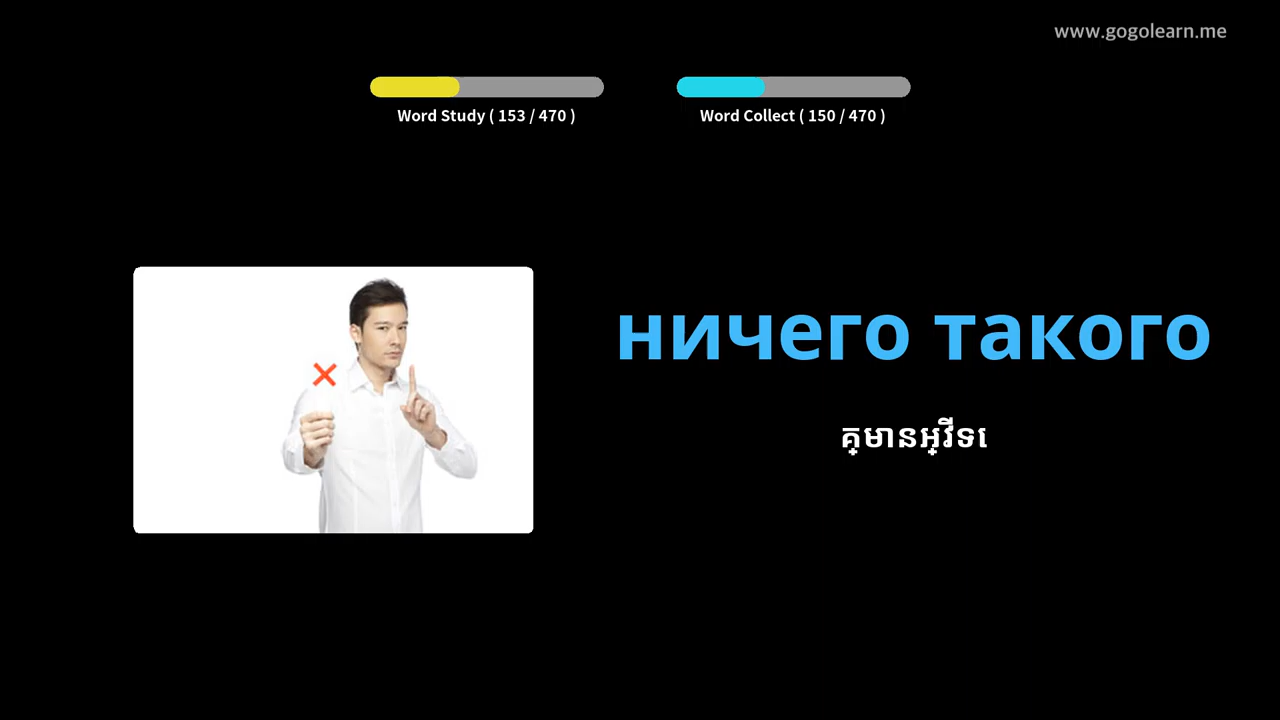 www.gogolearn.me
Word Study ( 153 / 470 )
Word Collect ( 150 / 470 )
ничего такого
គ្មានអ្វីទេ